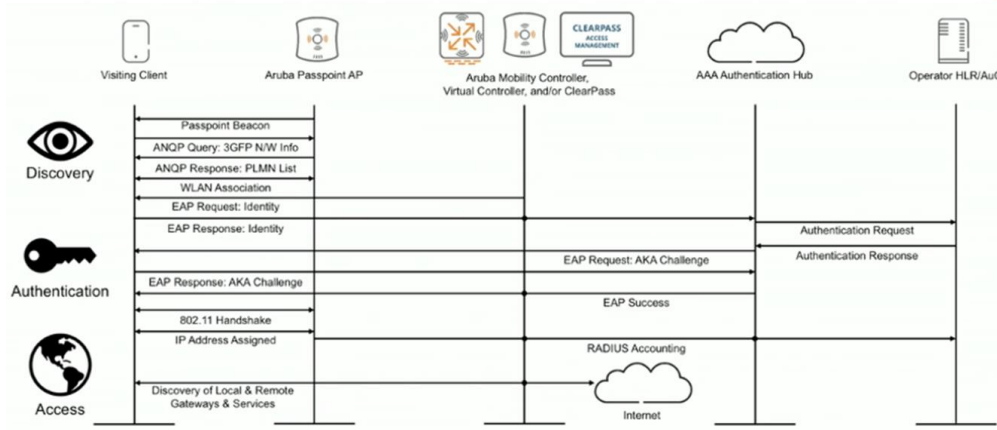 CLEARPASS
ACCESS
MANAGEMENT
Visiting Client
Aruba Passpoint AP
Aruba Mobility Controller,
Virtual Controller, and/or ClearPass
AAA Authentication Hub
Operator HLR/AuC
Discovery
Passpoint Beacon
ANQP Query: 3GFP N/W Info
ANQP Response: PLMN List
WLAN Association
EAP Request: Identity
EAP Response: Identity
Authentication Request
Authentication Response
Authentication
EAP Request: AKA Challenge
EAP Response: AKA Challenge
EAP Success
802.11 Handshake
IP Address Assigned
RADIUS Accounting
Access
Discovery of Local & Remote
Gateways & Services
Internet